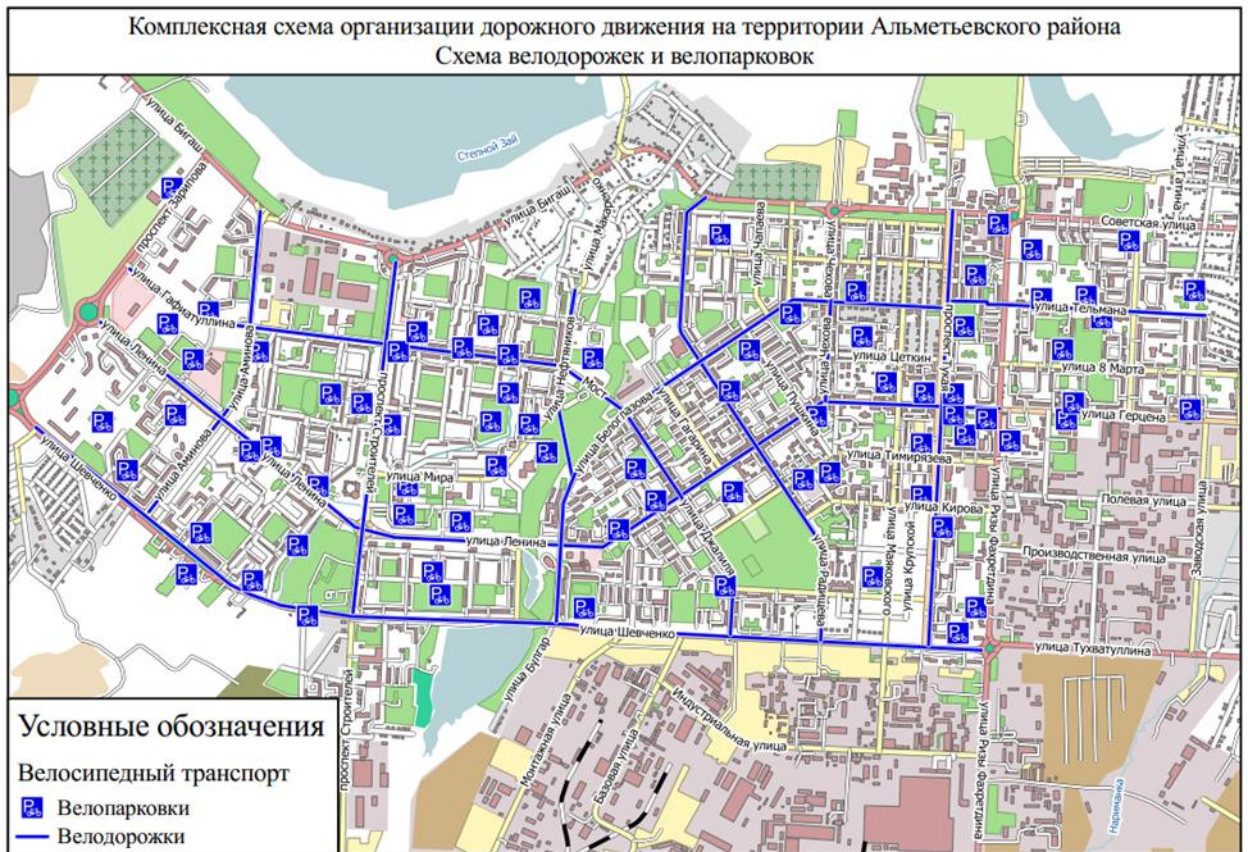 Комплексная схема организации дорожного движения на территории Альметьевского района
Схема велодорожек и велопарковок
улица Бигаш
Степной Зай
проспект Зарипова
улица Бигаш
улица Чапаева
улица Чехова
Советская улица
улица Гафиатуллина
улица Ленина
улица Аминова
улица Нефтяников
Мост
улица Тельмана
проспект Тукая
улица Цеткин
улица 8 Марта
улица Чехова
улица Пушкина
улица Белоглазова
улица Гагарина
улица Герцена
проспект Строителей
улица Аминова
улица Шевченко
улица Ленина
улица Мира
улица Тимирязева
улица Джалиля
улица Кирова
Полевая улица
улица Ризы Фахретдина
Заводская улица
улица Ленина
Производственная улица
улица Радищева
улица Маяковского
улица Крупской
улица Шевченко
улица Тухватуллина
улица Булгар
проспект Строителей
Монтажная улица
Базовая улица
Индустриальная улица
улица Ризы Фахретдина
Нариманка
Условные обозначения
Велосипедный транспорт
P Велопарковки
Велодорожки